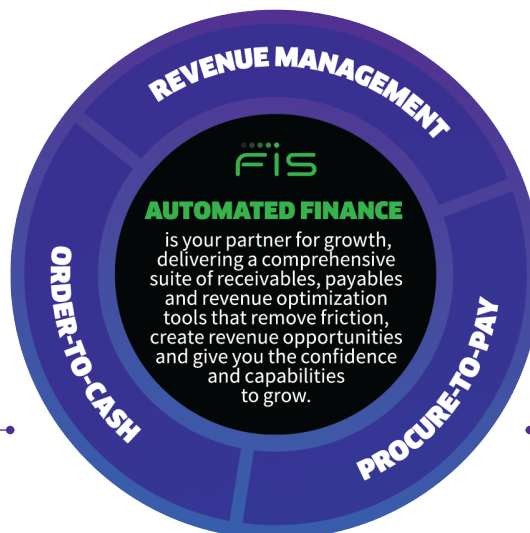 REVENUE MANAGEMENT
FIS
AUTOMATED FINANCE
is your partner for growth,
delivering a comprehensive
suite of receivables, payables
and revenue optimization
tools that remove friction,
create revenue opportunities
and give you the confidence
and capabilities
to grow.
ORDER-TO-CASH
PROCURE-TO-PAY